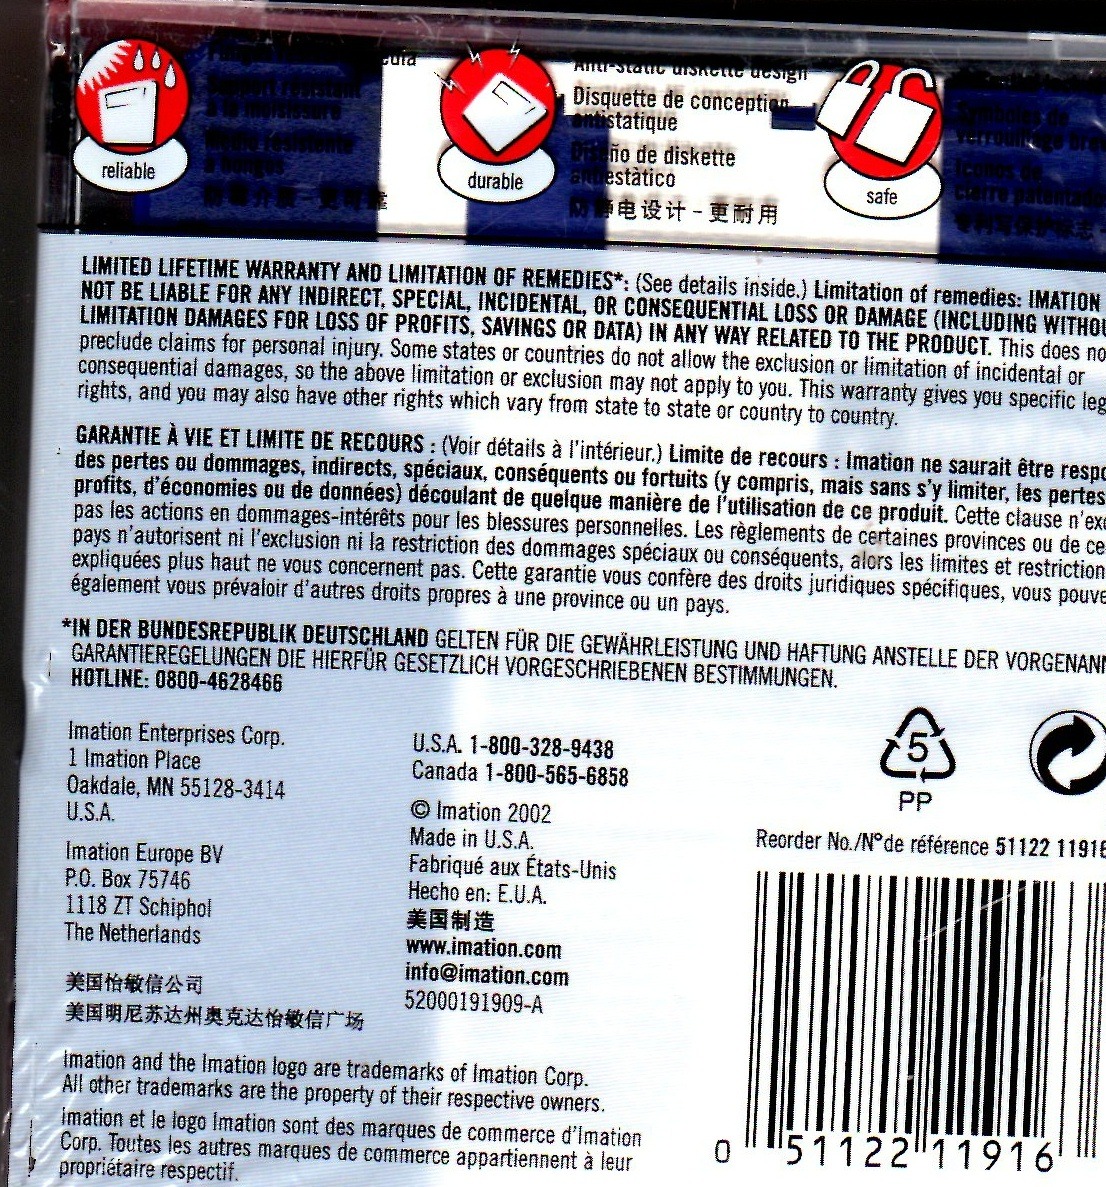 Anti-static diskette design
Disquette de conception
antistatique
Diseño de diskette
antiestàtico
防静电设计-更耐用
reliable
durable
safe
Symboles de
Iconos de
LIMITED LIFETIME WARRANTY AND LIMITATION OF REMEDIES*: (See details inside.) Limitation of remedies: IMATION
NOT BE LIABLE FOR ANY INDIRECT, SPECIAL, INCIDENTAL, OR CONSEQUENTIAL LOSS OR DAMAGE (INCLUDING WITHOU
LIMITATION DAMAGES FOR LOSS OF PROFITS, SAVINGS OR DATA) IN ANY WAY RELATED TO THE PRODUCT. This does no
preclude claims for personal injury. Some states or countries do not allow the exclusion or limitation of incidental or
consequential damages, so the above limitation or exclusion may not apply to you. This warranty gives you specific leg
rights, and you may also have other rights which vary from state to state or country to country.
GARANTIE À VIE ET LIMITE DE RECOURS : (Voir détails à l'intérieur.) Limite de recours : Imation ne saurait être respo
des pertes ou dommages, indirects, spéciaux, conséquents ou fortuits (y compris, mais sans s'y limiter, les pertes
profits, d'économies ou de données) découlant de quelque manière de l'utilisation de ce produit. Cette clause n'exc
pas les actions en dommages-intérêts pour les blessures personnelles. Les règlements de certaines provinces ou de ce
pays n'autorisent ni l'exclusion ni la restriction des dommages spéciaux ou conséquents, alors les limites et restriction
expliquées plus haut ne vous concernent pas. Cette garantie vous confère des droits juridiques spécifiques, vous pouve
également vous prévaloir d'autres droits propres à une province ou un pays.
*IN DER BUNDESREPUBLIK DEUTSCHLAND GELTEN FÜR DIE GEWÄHRLEISTUNG UND HAFTUNG ANSTELLE DER VORGENANN
GARANTIEREGELUNGEN DIE HIERFÜR GESETZLICH VORGESCHRIEBENEN BESTIMMUNGEN.
HOTLINE: 0800-4628466
Imation Enterprises Corp.
1 Imation Place
Oakdale, MN 55128-3414
U.S.A.
Imation Europe BV
P.O. Box 75746
1118 ZT Schiphol
The Netherlands
美国怡敏信公司
美国明尼苏达州奥克达怡敏信广场
U.S.A. 1-800-328-9438
Canada 1-800-565-6858
© Imation 2002
Made in U.S.A.
Fabriqué aux États-Unis
Hecho en: E.U.A.
美国制造
www.imation.com
info@imation.com
52000191909-A
5
PP
Reorder No./N° de référence 51122 11916
0 51122 11916
Imation and the Imation logo are trademarks of Imation Corp.
All other trademarks are the property of their respective owners.
Imation et le logo Imation sont des marques de commerce d'Imation
Corp. Toutes les autres marques de commerce appartiennent à leur
propriétaire respectif.